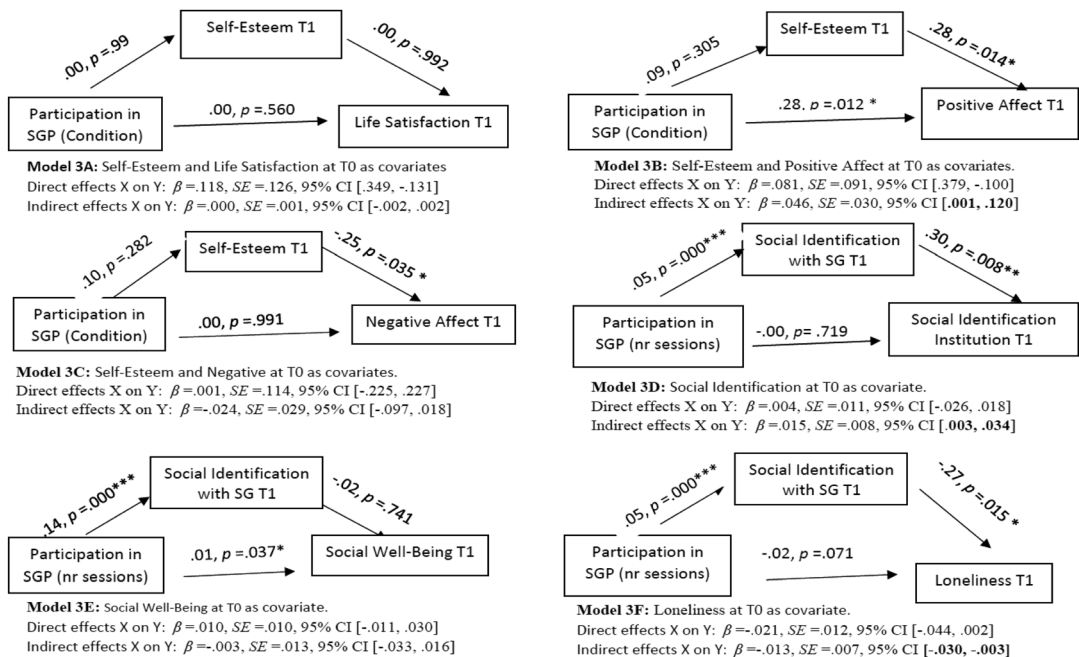 Self-Esteem T1
.00, p =.99
.00, p =.992
Participation in
SGP (Condition)
.00, p =.560
Life Satisfaction T1
Model 3A: Self-Esteem and Life Satisfaction at T0 as covariates
Direct effects X on Y: β =.118, SE =.126, 95% CI [.349, -.131]
Indirect effects X on Y: β =.000, SE =.001, 95% CI [-.002, .002]
Self-Esteem T1
.09, p =.305
.28, p =.014*
Participation in
SGP (Condition)
.28, p =.012 *
Positive Affect T1
Model 3B: Self-Esteem and Positive Affect at T0 as covariates.
Direct effects X on Y: β =.081, SE =.091, 95% CI [.379, -.100]
Indirect effects X on Y: β =.046, SE =.030, 95% CI [.001, .120]
Self-Esteem T1
.10, p =.282
-.25, p =.035 *
Participation in
SGP (Condition)
.00, p =.991
Negative Affect T1
Model 3C: Self-Esteem and Negative at T0 as covariates.
Direct effects X on Y: β =.001, SE =.114, 95% CI [-.225, .227]
Indirect effects X on Y: β =-.024, SE =.029, 95% CI [-.097, .018]
Social Identification
with SG T1
.05, p =.000***
.30, p =.008**
Participation in
SGP (nr sessions)
-.00, p= .719
Social Identification
Institution T1
Model 3D: Social Identification at T0 as covariate.
Direct effects X on Y: β =.004, SE =.011, 95% CI [-.026, .018]
Indirect effects X on Y: β =.015, SE =.008, 95% CI [.003, .034]
Social Identification
with SG T1
.14, p =.000***
-.02, p =.741
Participation in
SGP (nr sessions)
.01, p =.037*
Social Well-Being T1
Model 3E: Social Well-Being at T0 as covariate.
Direct effects X on Y: β =.010, SE =.010, 95% CI [-.011, .030]
Indirect effects X on Y: β =-.003, SE =.013, 95% CI [-.033, .016]
Social Identification
with SG T1
.05, p =.000***
-.27, p =.015 *
Participation in
SGP (nr sessions)
-.02, p =.071
Loneliness T1
Model 3F: Loneliness at T0 as covariate.
Direct effects X on Y: β =-.021, SE =.012, 95% CI [-.044, .002]
Indirect effects X on Y: β =-.013, SE =.007, 95% CI [-.030, -.003]